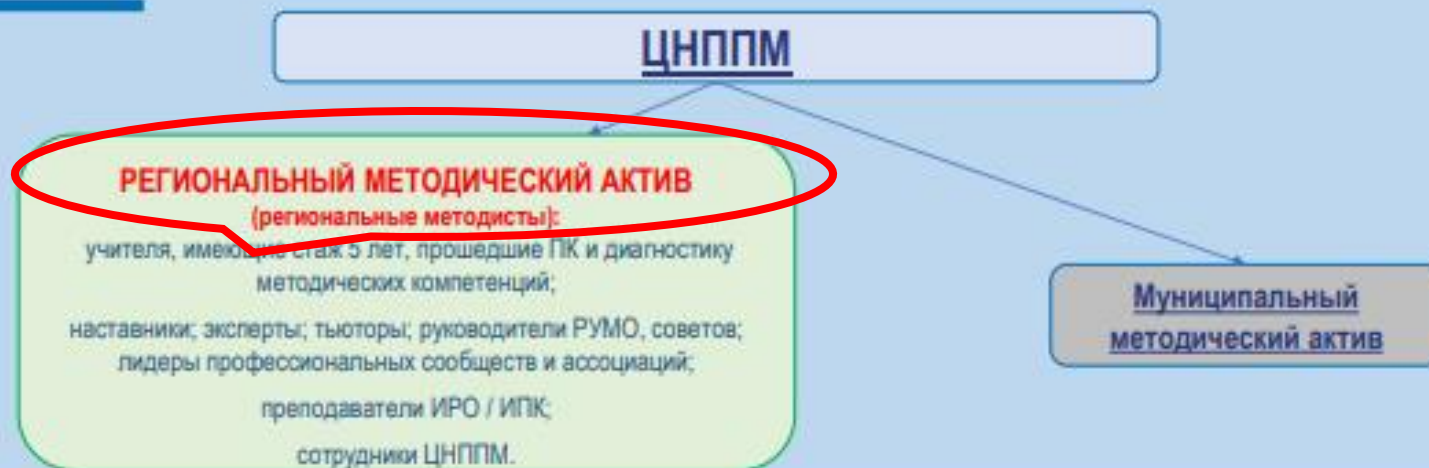 ЦНППМ
РЕГИОНАЛЬНЫЙ МЕТОДИЧЕСКИЙ АКТИВ
(региональные методисты):
учителя, имеющие стаж 5 лет, прошедшие ПК и диагностику
методических компетенций;
наставники; эксперты; тьюторы; руководители РУМО, советов;
лидеры профессиональных сообществ и ассоциаций;
преподаватели ИРО / ИПК;
сотрудники ЦНППМ.
Муниципальный
методический актив